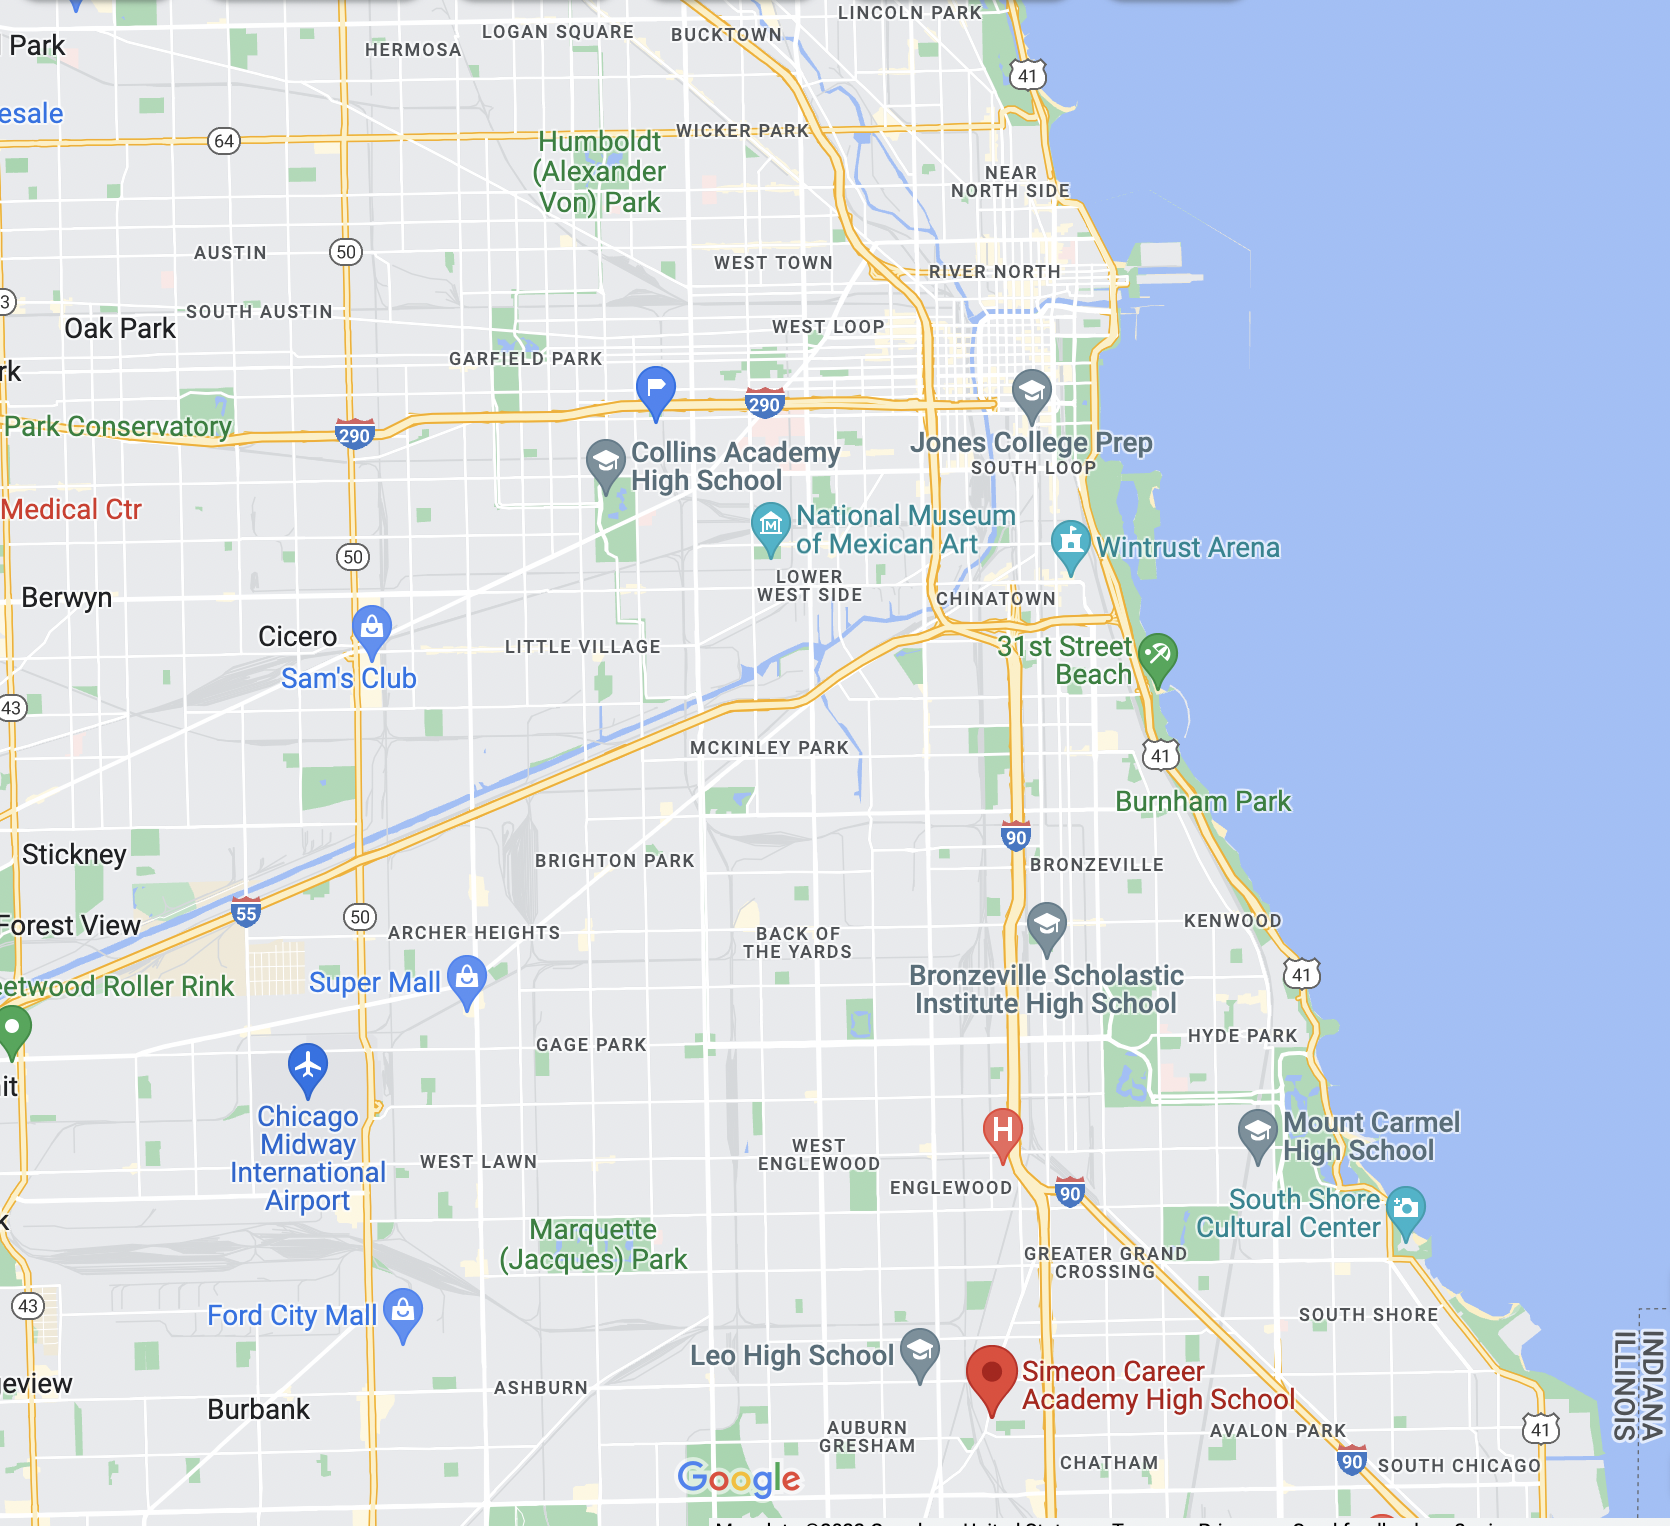 LINCOLN PARK
LOGAN SQUARE
BUCKTOWN
Park
HERMOSA
41
esale
64
WICKER PARK
Humboldt
(Alexander
Von) Park
NEAR
NORTH SIDE
AUSTIN
50
WEST TOWN
RIVER NORTH
3
SOUTH AUSTIN
Oak Park
WEST LOOP
GARFIELD PARK
rk
290
Park Conservatory
290
Jones College Prep
Collins Academy
High School
SOUTH LOOP
Medical Ctr
National Museum
of Mexican Art
Wintrust Arena
50
LOWER
WEST SIDE
Berwyn
CHINATOWN
Cicero
LITTLE VILLAGE
31st Street
Beach
Sam's Club
43
MCKINLEY PARK
41
Burnham Park
90
Stickney
BRIGHTON PARK
BRONZEVILLE
55
50
Forest View
ARCHER HEIGHTS
BACK OF
THE YARDS
KENWOOD
Super Mall
Bronzeville Scholastic
Institute High School
41
eetwood Roller Rink
GAGE PARK
HYDE PARK
it
Chicago
Midway
International
Airport
H
Mount Carmel
High School
WEST LAWN
WEST
ENGLEWOOD
ENGLEWOOD
90
South Shore
Cultural Center
k
Marquette
(Jacques) Park
GREATER GRAND
CROSSING
43
Ford City Mall
SOUTH SHORE
Leo High School
Simeon Career
Academy High School
INDIANA
ILLINOIS
eview
ASHBURN
Burbank
AUBURN
GRESHAM
AVALON PARK
41
CHATHAM
90
SOUTH CHICAGO
Google